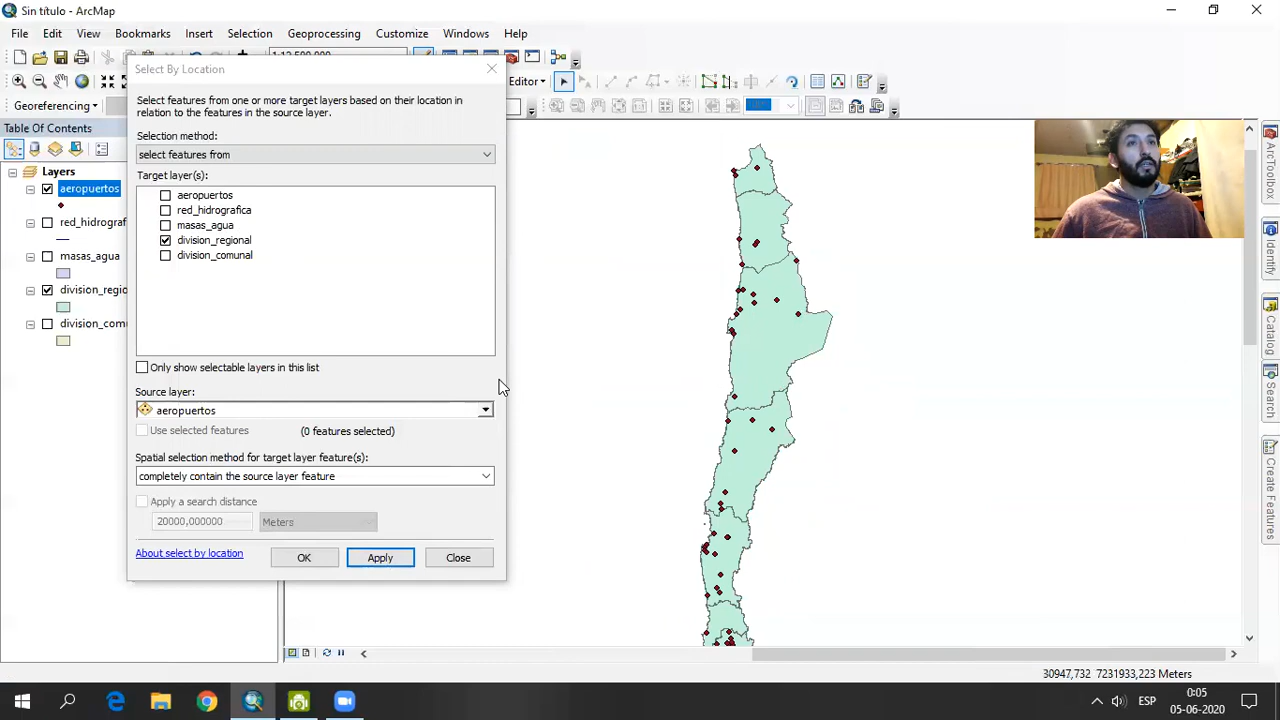 Sin título - ArcMap
File Edit View Bookmarks Insert Selection Geoprocessing Customize Windows Help
Select By Location
Editor
Georeferencing
Table Of Contents
Layers
aeropuertos
red_hidrograf
masas_agua
division_regio
division_comu
Select features from one or more target layers based on their location in
relation to the features in the source layer.
Selection method:
select features from
Target layer(s):
aeropuertos
red_hidrografica
masas_agua
division_regional
division_comunal
Only show selectable layers in this list
Source layer:
aeropuertos
Use selected features (0 features selected)
Spatial selection method for target layer feature(s):
completely contain the source layer feature
Apply a search distance
20000,000000 Meters
About select by location OK Apply Close
ArcToolbox
Identify
Catalog
Search
Create Features
30947,732 7231933,223 Meters
ESP
0:05
05-06-2020